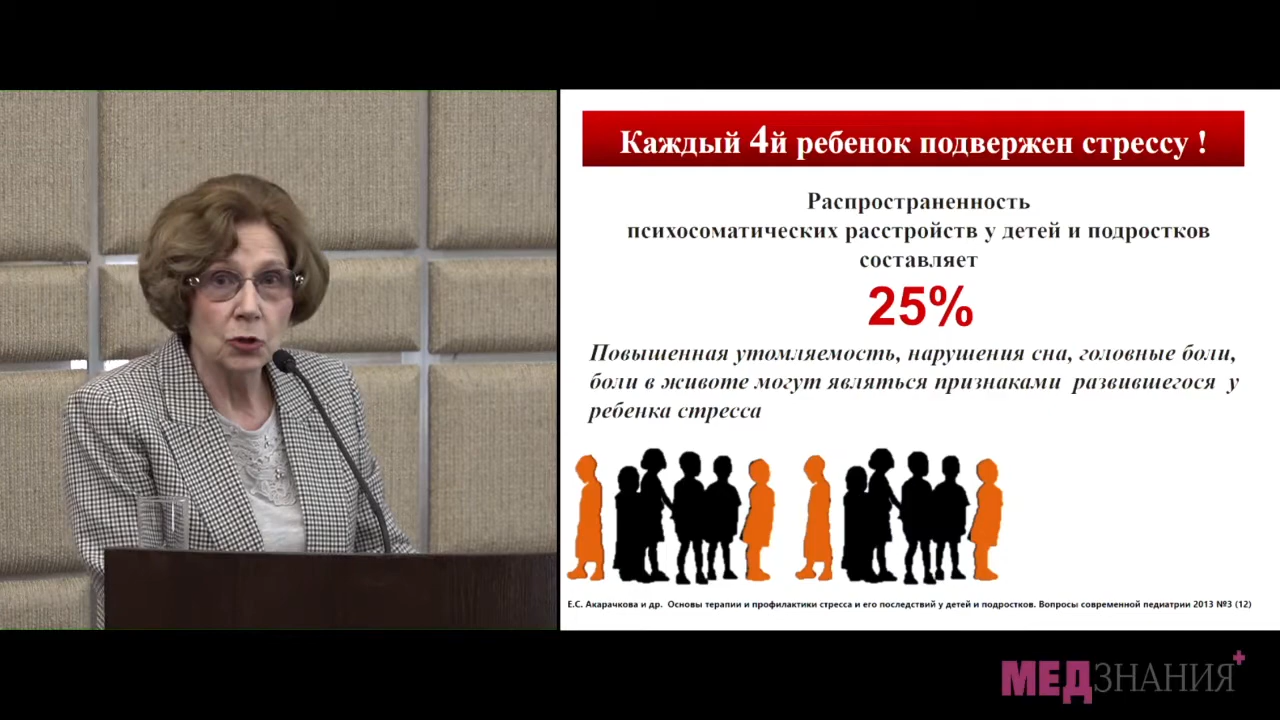 Каждый 4й ребенок подвержен стрессу !
Распространенность
психосоматических расстройств у детей и подростков
составляет
25%
Повышенная утомляемость, нарушения сна, головные боли,
боли в животе могут являться признаками развившегося у
ребенка стресса
Е.С. Акарачкова и др. Основы терапии и профилактики стресса и его последствий у детей и подростков. Вопросы современной педиатрии 2013 №3 (12)
МЕДЗНАНИЯ+